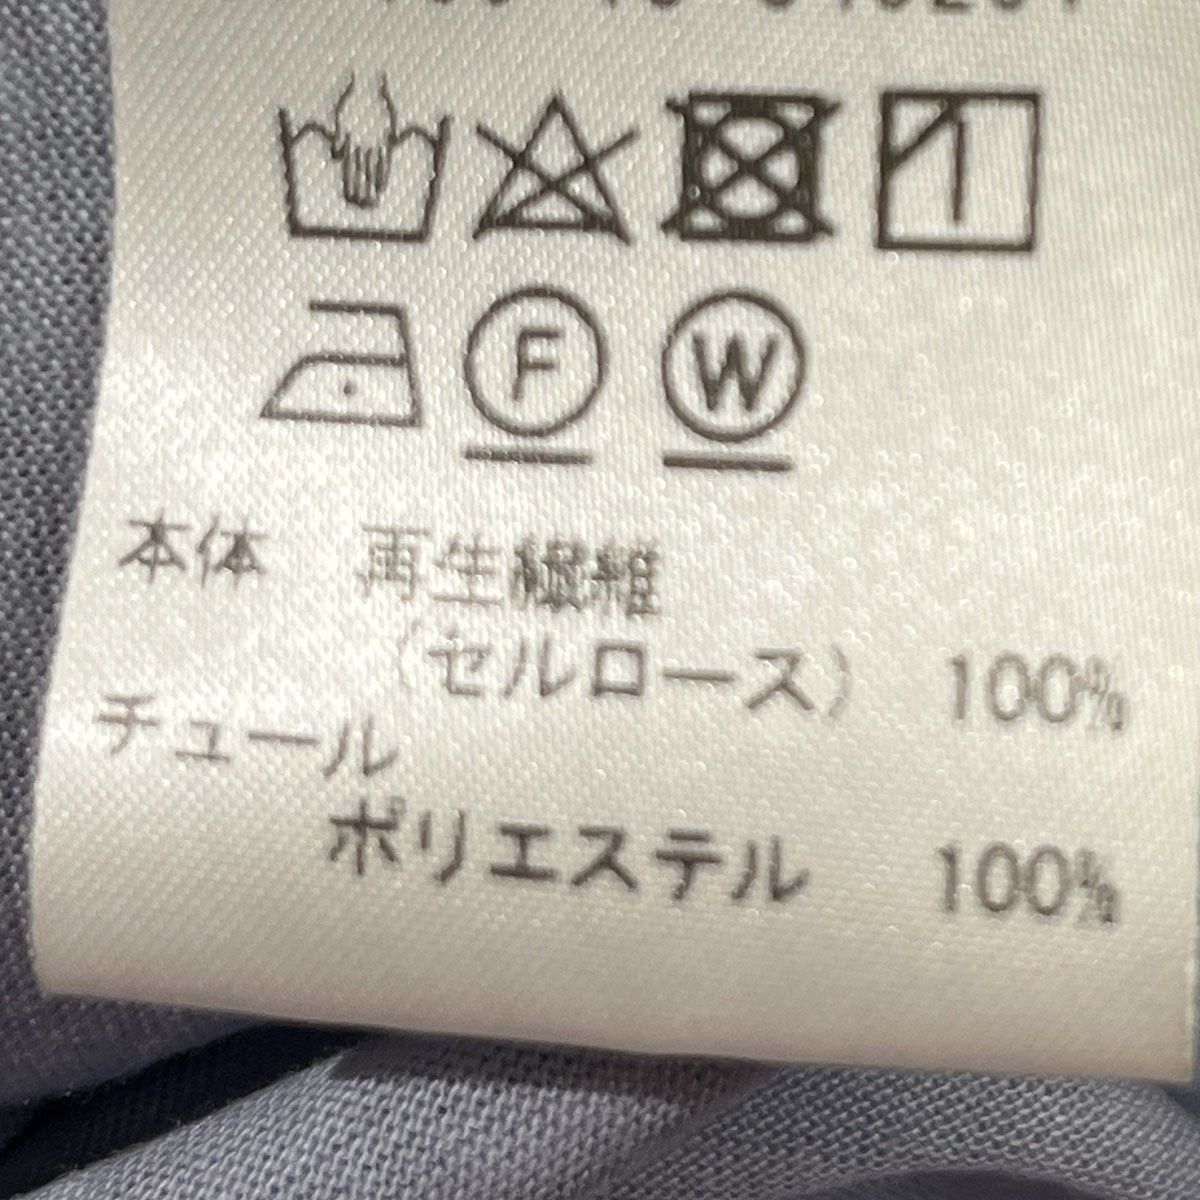 F W
本体 再生繊維
(セルロース) 100%
チュール
ポリエステル 100%